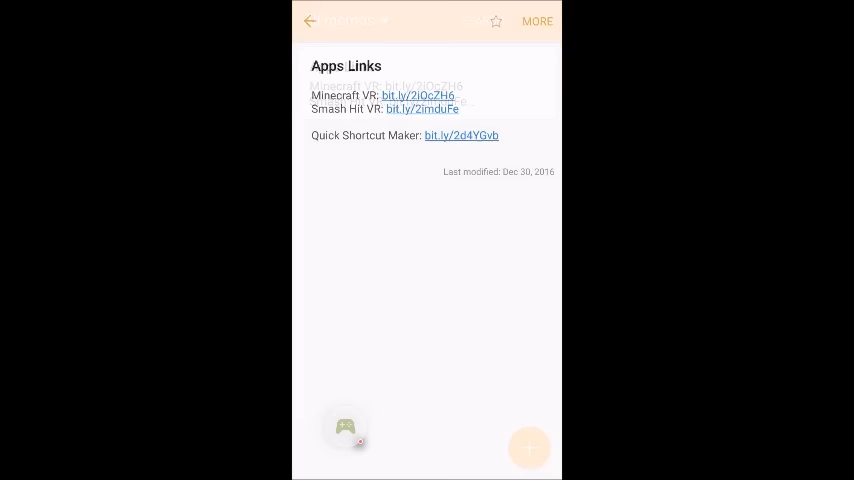 MORE
Apps Links
Minecraft VR: bit.ly/2iOcZH6
Smash Hit VR: bit.ly/2imduFe
Quick Shortcut Maker: bit.ly/2d4YGvb
Last modified: Dec 30, 2016